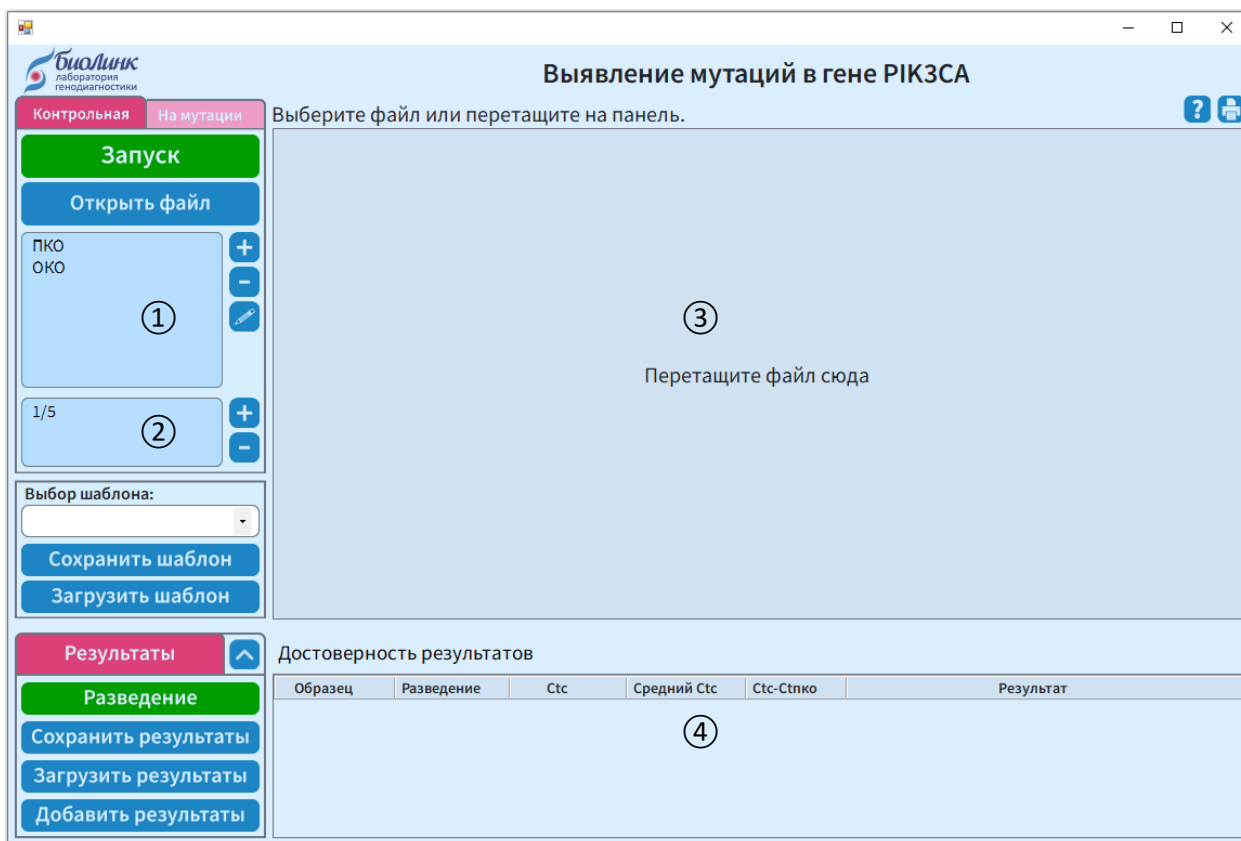 БиоЛинк
лаборатория
генодиагностики
Выявление мутаций в гене PIK3CA
Контрольная
На мутации
Выберите файл или перетащите на панель.
?
Запуск
Открыть файл
ПКО
ОКО
+
-
①
1/5
+
-
②
③
Перетащите файл сюда
Выбор шаблона:
Сохранить шаблон
Загрузить шаблон
Результаты
Достоверность результатов
Разведение
Сохранить результаты
Загрузить результаты
Добавить результаты
Образец Разведение Ctc Средний Ctc Ctc-Ctпко Результат
④